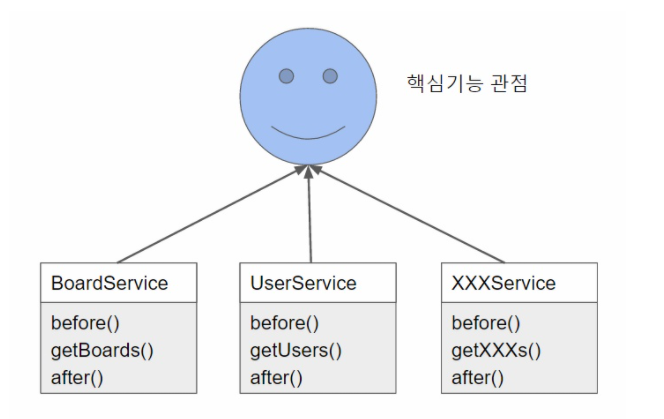 핵심기능 관점
BoardService
before()
getBoards()
after()
UserService
before()
getUsers()
after()
XXXService
before()
getXXXs()
after()